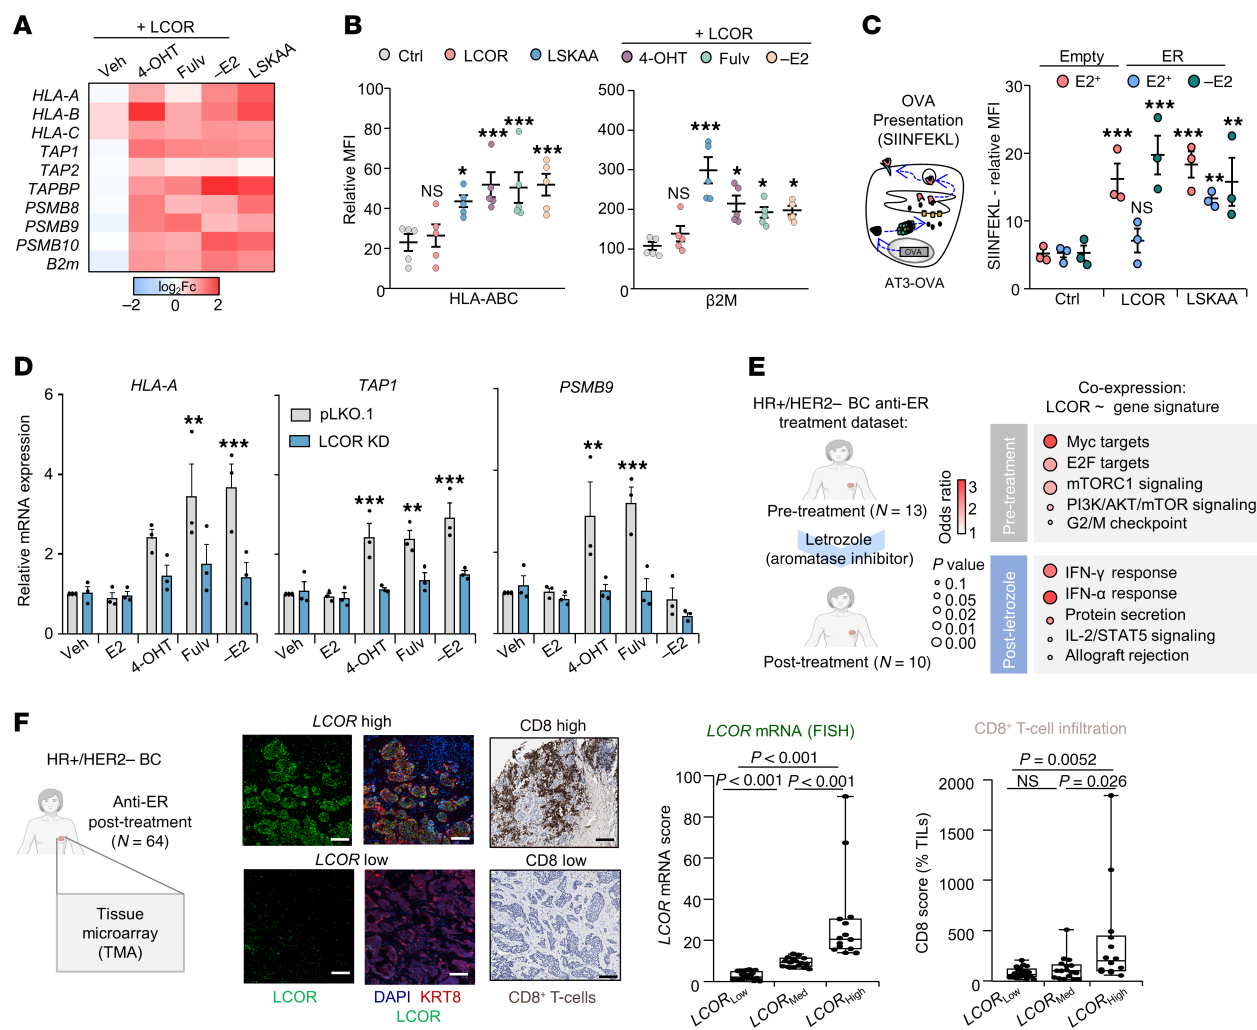 A
+ LCOR
Veh
4-OHT
Fulv
–E2
LSKAA
HLA-A
HLA-B
HLA-C
TAP1
TAP2
TAPBP
PSMB8
PSMB9
PSMB10
B2m
log2Fc
–2 0 2
B
+ LCOR
Ctrl LCOR LSKAA 4-OHT Fulv –E2
Relative MFI
100
80
60
40
20
0
NS
*
***
***
***
HLA-ABC
500
400
300
200
100
0
NS
***
*
*
*
β2M
C
OVA
Presentation
(SIINFEKL)
OVA
AT3-OVA
Empty ER
E2+ E2+ –E2
SIINFEKL - relative MFI
30
20
10
0
***
NS
***
***
**
**
Ctrl LCOR LSKAA
D
Relative mRNA expression
HLA-A
6
4
2
0
**
***
Veh E2 4-OHT Fulv –E2
TAP1
pLKO.1
LCOR KD
***
**
***
Veh E2 4-OHT Fulv –E2
PSMB9
**
***
Veh E2 4-OHT Fulv –E2
E
HR+/HER2– BC anti-ER
treatment dataset:
Pre-treatment (N = 13)
Letrozole
(aromatase inhibitor)
Post-treatment (N = 10)
Odds ratio
3
2
1
P value
0.1
0.05
0.02
0.01
0.00
Co-expression:
LCOR ~ gene signature
Pre-treatment
Myc targets
E2F targets
mTORC1 signaling
PI3K/AKT/mTOR signaling
G2/M checkpoint
Post-letrozole
IFN-γ response
IFN-α response
Protein secretion
IL-2/STAT5 signaling
Allograft rejection
F
HR+/HER2– BC
Anti-ER
post-treatment
(N = 64)
Tissue
microarray
(TMA)
LCOR high
CD8 high
LCOR low
CD8 low
LCOR
DAPI KRT8
LCOR
CD8+ T-cells
LCOR mRNA (FISH)
P < 0.001
P < 0.001 P < 0.001
LCOR mRNA score
100
80
60
40
20
0
LCORLow LCORMed LCORHigh
CD8+ T-cell infiltration
P = 0.0052
NS P = 0.026
CD8 score (% TILs)
2000
1500
1000
500
0
LCORLow LCORMed LCORHigh